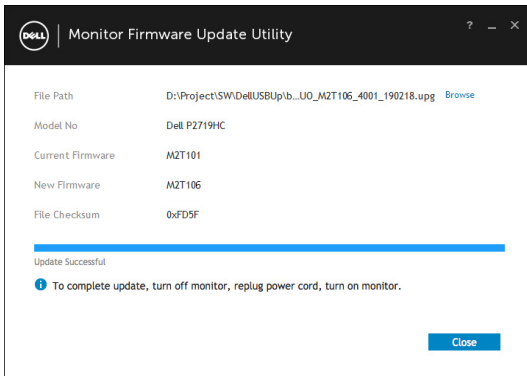 DELL Monitor Firmware Update Utility ? _ X
File Path D:\Project\SW\DellUSBUp\b...UO_M2T106_4001_190218.upg Browse
Model No Dell P2719HC
Current Firmware M2T101
New Firmware M2T106
File Checksum 0xFD5F
Update Successful
i To complete update, turn off monitor, replug power cord, turn on monitor.
Close